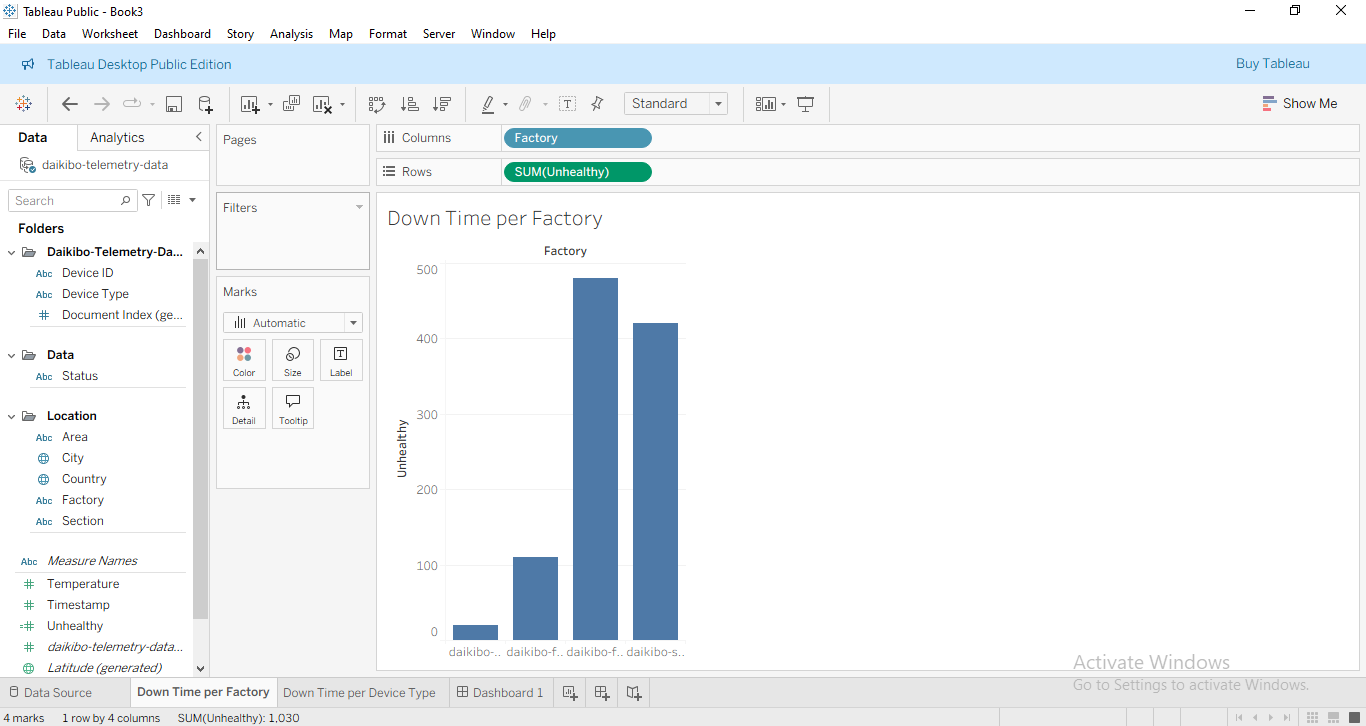 Tableau Public - Book3
File Data Worksheet Dashboard Story Analysis Map Format Server Window Help
Tableau Desktop Public Edition
Buy Tableau
Standard
Show Me
Data Analytics
daikibo-telemetry-data
Search
Folders
Daikibo-Telemetry-Da...
Abc Device ID
Abc Device Type
# Document Index (ge...
Data
Abc Status
Location
Abc Area
City
Country
Abc Factory
Abc Section
Abc Measure Names
# Temperature
# Timestamp
=# Unhealthy
# daikibo-telemetry-data...
Latitude (generated)
Pages
Filters
Marks
Automatic
Color Size Label
Detail Tooltip
Columns Factory
Rows SUM(Unhealthy)
Down Time per Factory
Factory
500
400
300
200
100
0
Unhealthy
daikibo-.. daikibo-f.. daikibo-f.. daikibo-s..
Activate Windows
Go to Settings to activate Windows.
Data Source Down Time per Factory Down Time per Device Type Dashboard 1
4 marks 1 row by 4 columns SUM(Unhealthy): 1,030